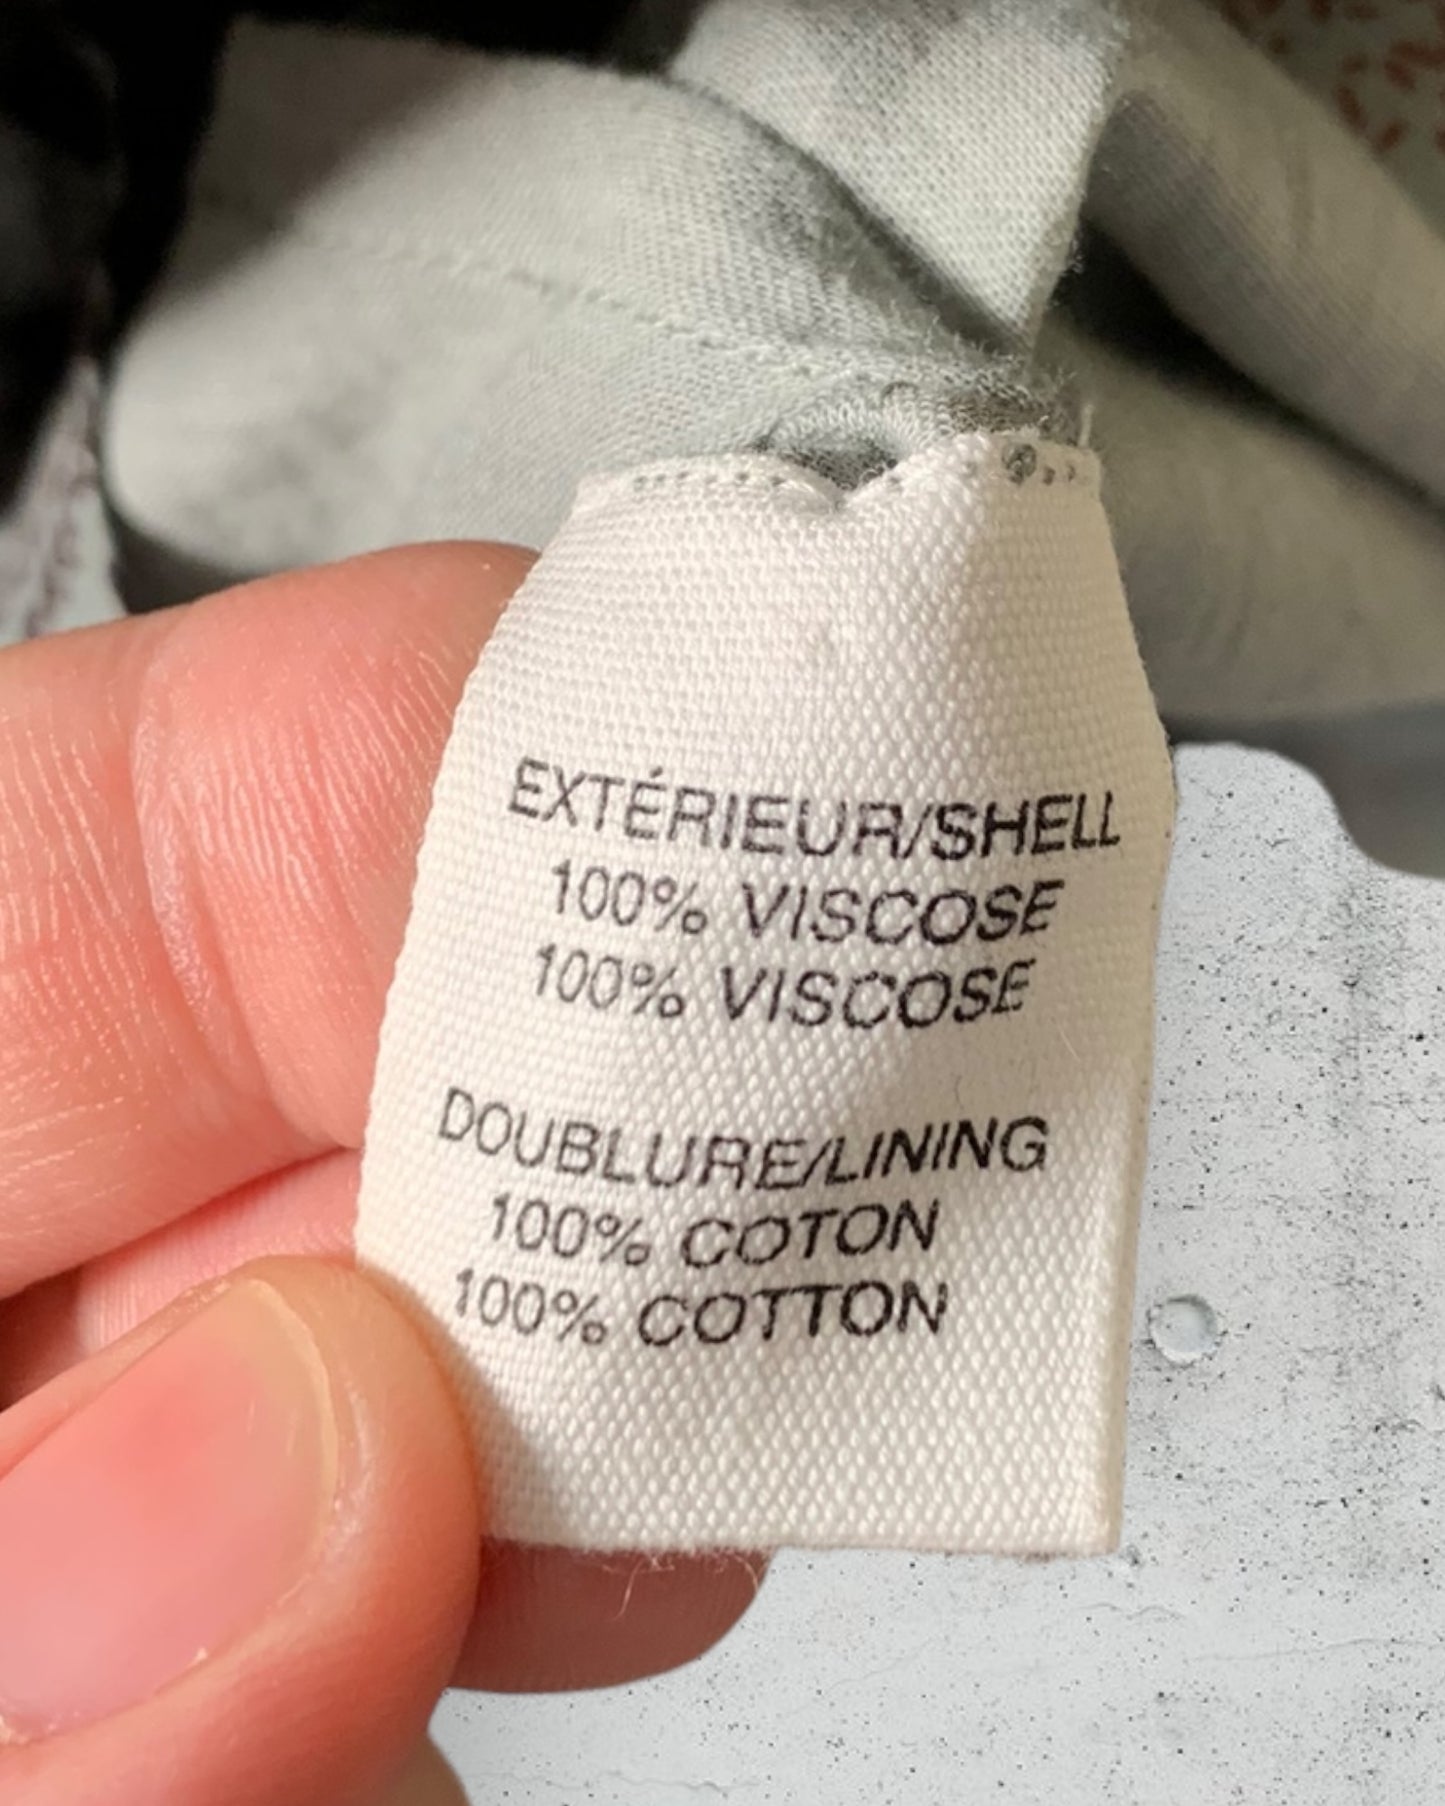 EXTÉRIEUR/SHELL
100% VISCOSE
100% VISCOSE
DOUBLURE/LINING
100% COTON
100% COTTON